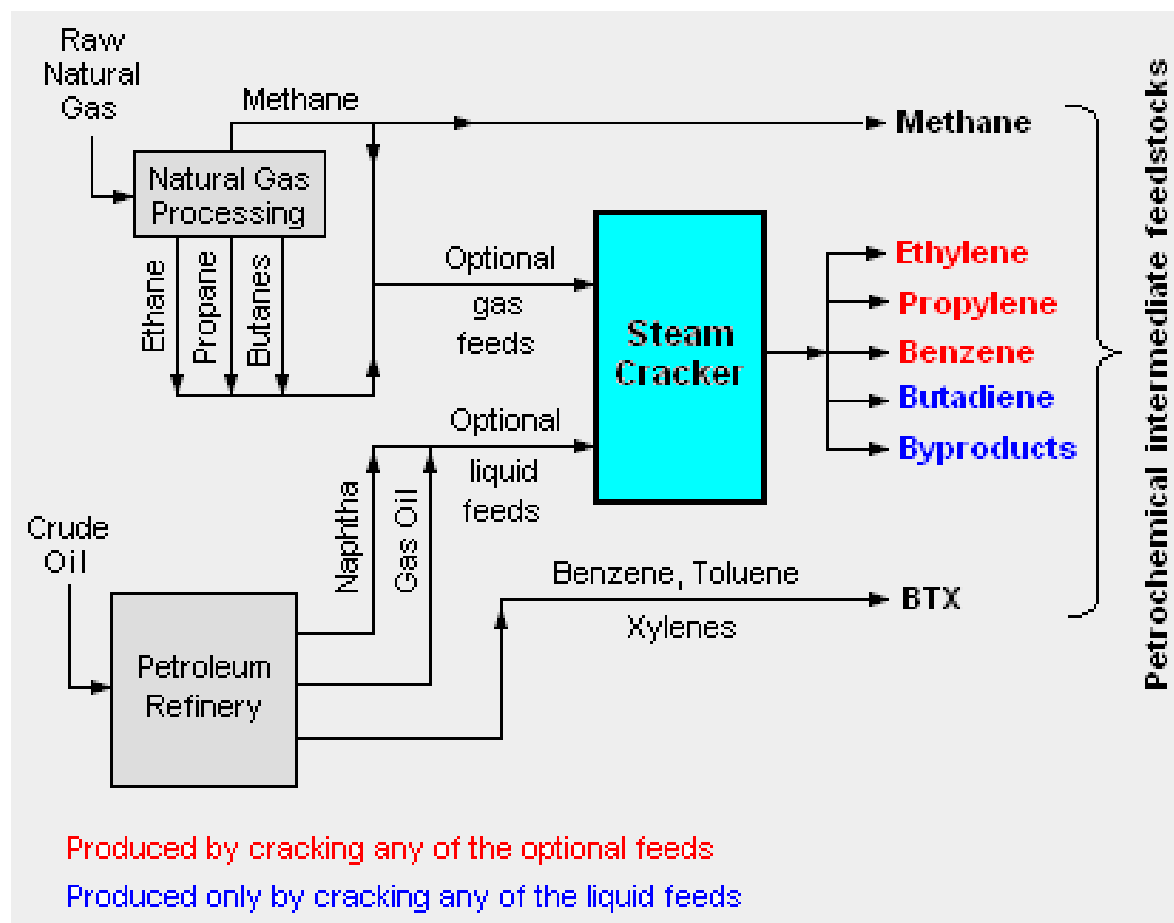 Raw
Natural
Gas
Methane
Methane
Natural Gas
Processing
Ethane
Propane
Butanes
Optional
gas
feeds
Steam
Cracker
Ethylene
Propylene
Benzene
Butadiene
Byproducts
Optional
liquid
feeds
Naphtha
Gas Oil
Crude
Oil
Petroleum
Refinery
Benzene, Toluene
Xylenes
BTX
Petrochemical intermediate feedstocks
Produced by cracking any of the optional feeds
Produced only by cracking any of the liquid feeds